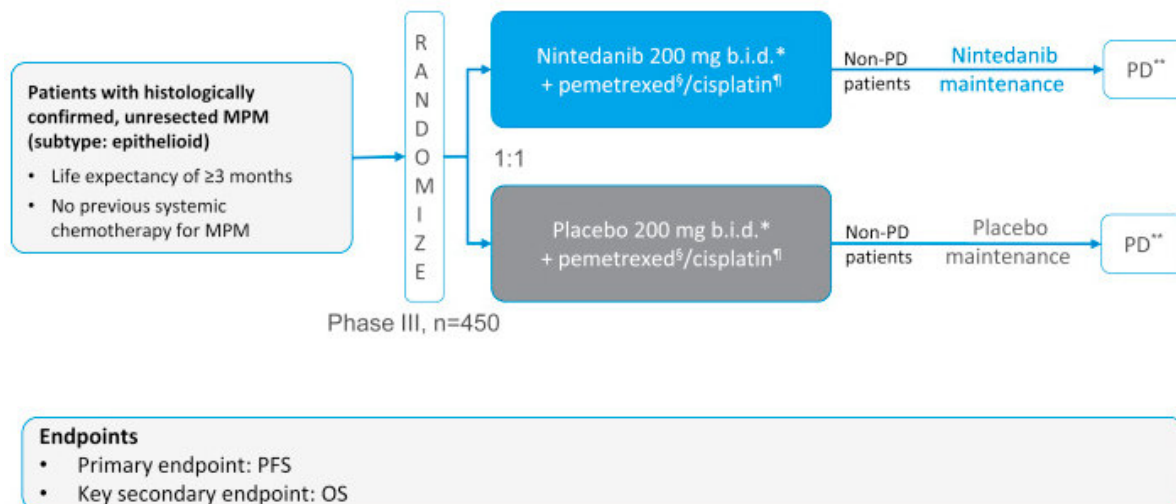 Patients with histologically
confirmed, unresected MPM
(subtype: epithelioid)
• Life expectancy of ≥3 months
• No previous systemic
chemotherapy for MPM
RANDOMIZE
Phase III, n=450
1:1
Nintedanib 200 mg b.i.d.*
+ pemetrexed§/cisplatin¶
Non-PD
patients
Nintedanib
maintenance
PD**
Placebo 200 mg b.i.d.*
+ pemetrexed§/cisplatin¶
Non-PD
patients
Placebo
maintenance
PD**
Endpoints
• Primary endpoint: PFS
• Key secondary endpoint: OS